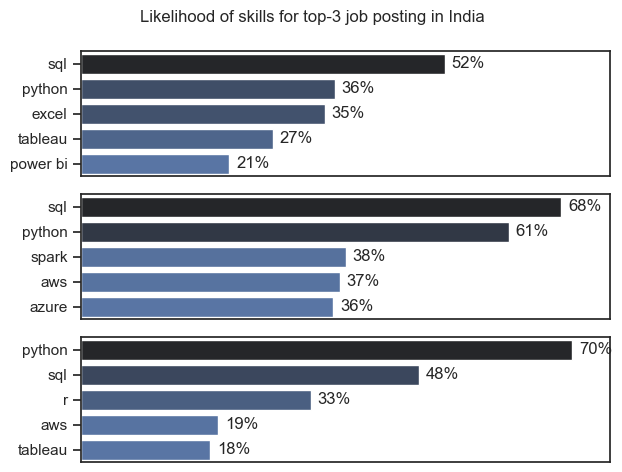 Likelihood of skills for top-3 job posting in India
sql 52%
python 36%
excel 35%
tableau 27%
power bi 21%
sql 68%
python 61%
spark 38%
aws 37%
azure 36%
python 70%
sql 48%
r 33%
aws 19%
tableau 18%